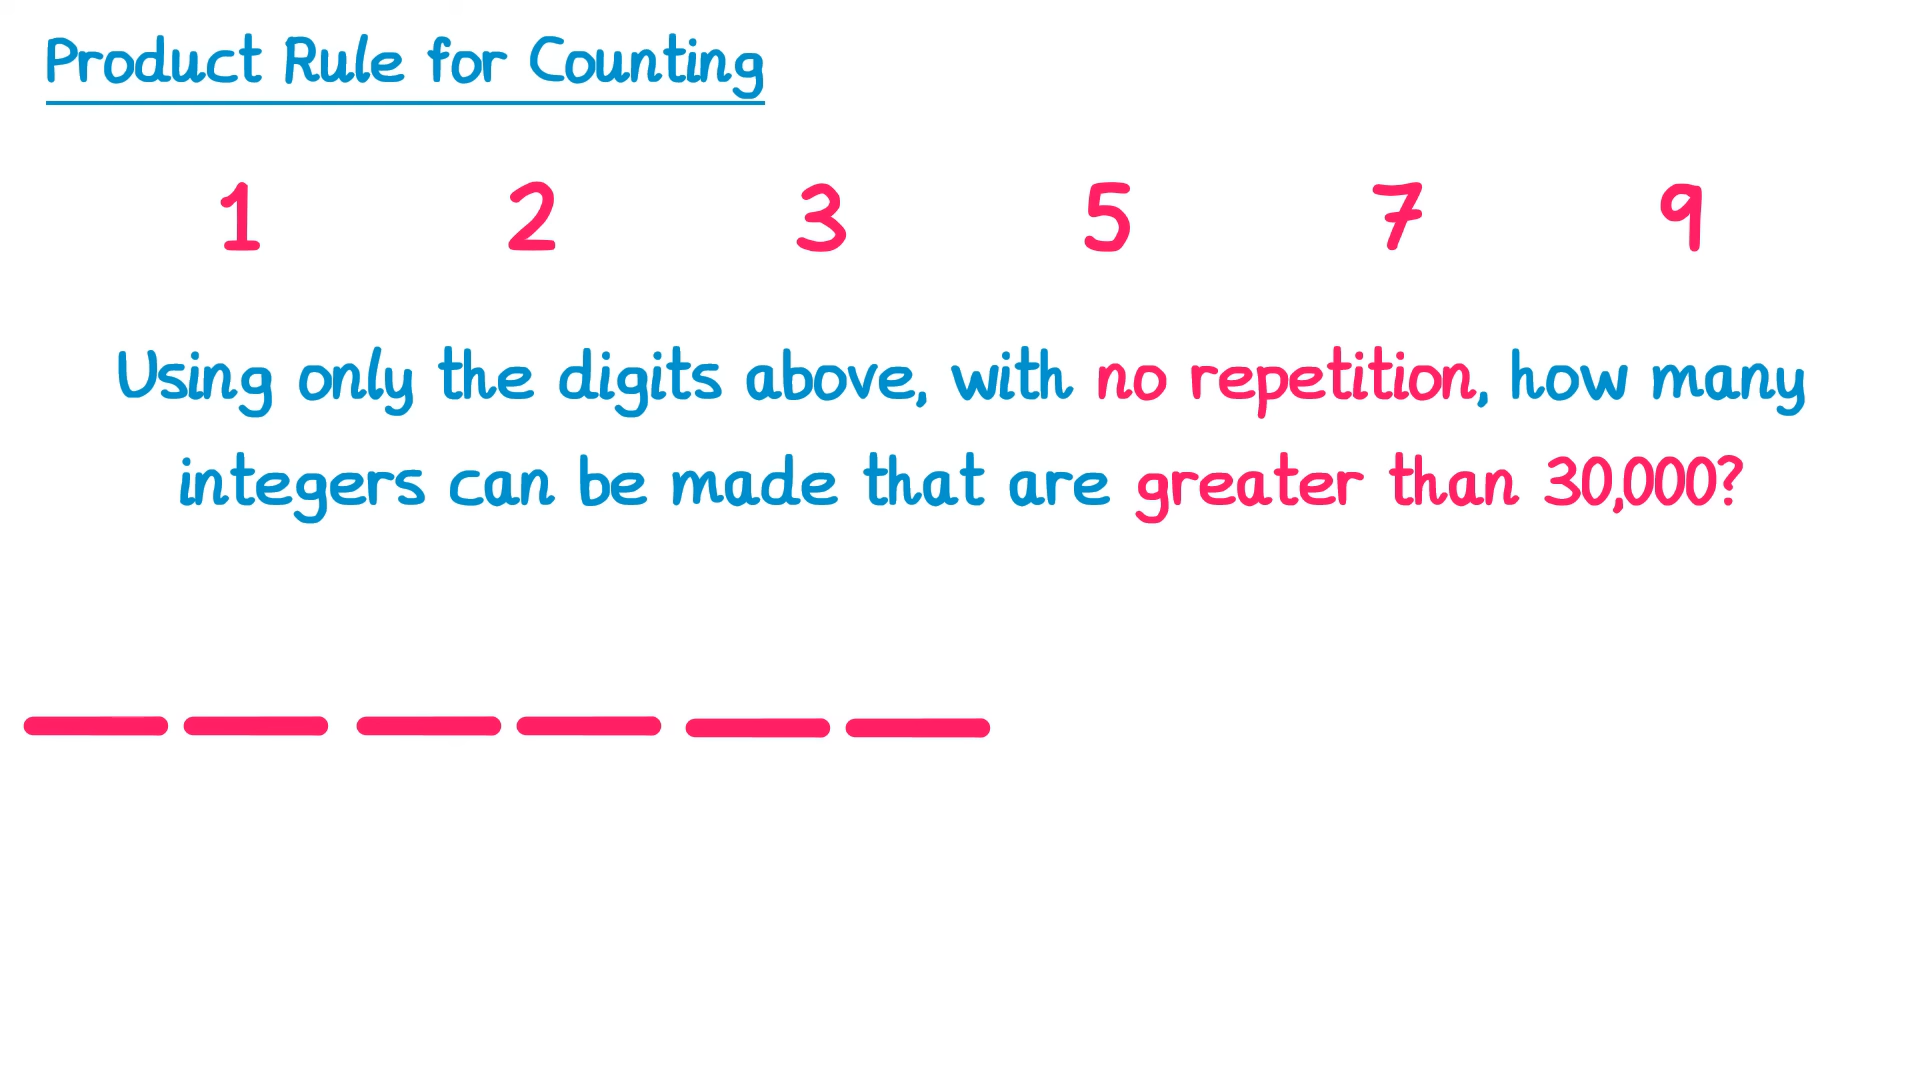 Product Rule for Counting
1 2 3 5 7 9
Using only the digits above, with no repetition, how many
integers can be made that are greater than 30,000?